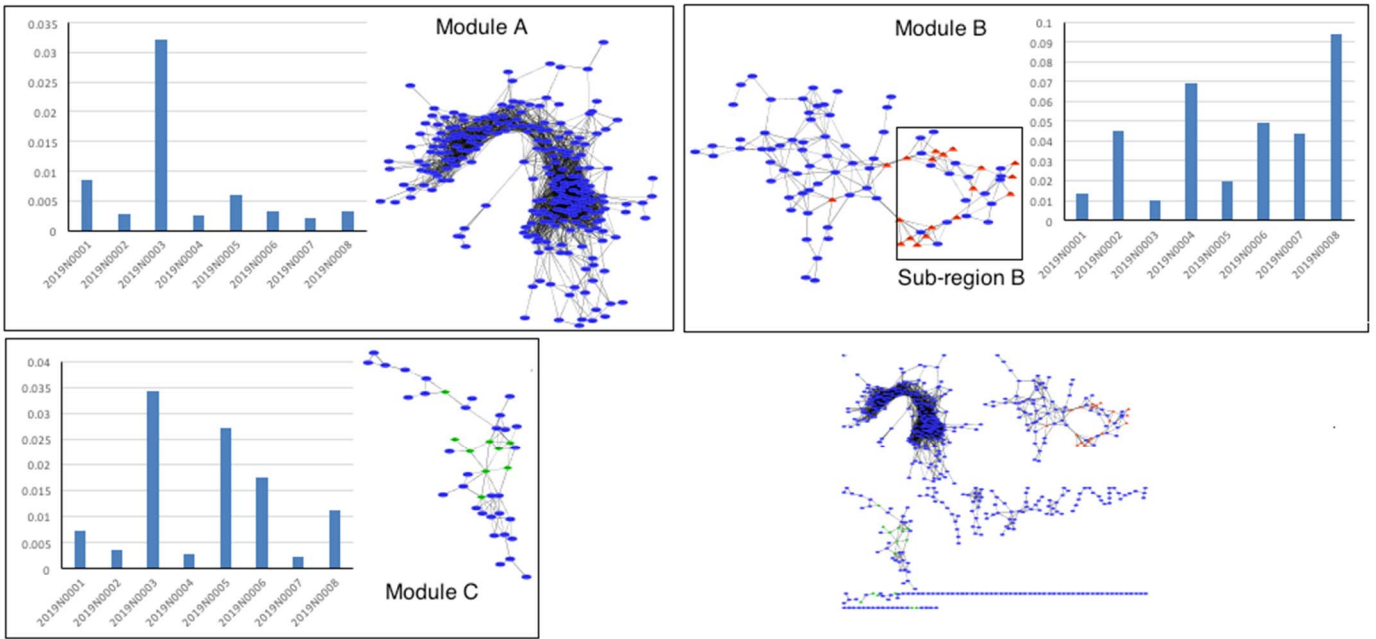 Module A
0.035
0.03
0.025
0.02
0.015
0.01
0.005
0
2019N0001
2019N0002
2019N0003
2019N0004
2019N0005
2019N0006
2019N0007
2019N0008
Module B
Sub-region B
0.1
0.09
0.08
0.07
0.06
0.05
0.04
0.03
0.02
0.01
0
2019N0001
2019N0002
2019N0003
2019N0004
2019N0005
2019N0006
2019N0007
2019N0008
0.04
0.035
0.03
0.025
0.02
0.015
0.01
0.005
0
2019N0001
2019N0002
2019N0003
2019N0004
2019N0005
2019N0006
2019N0007
2019N0008
Module C